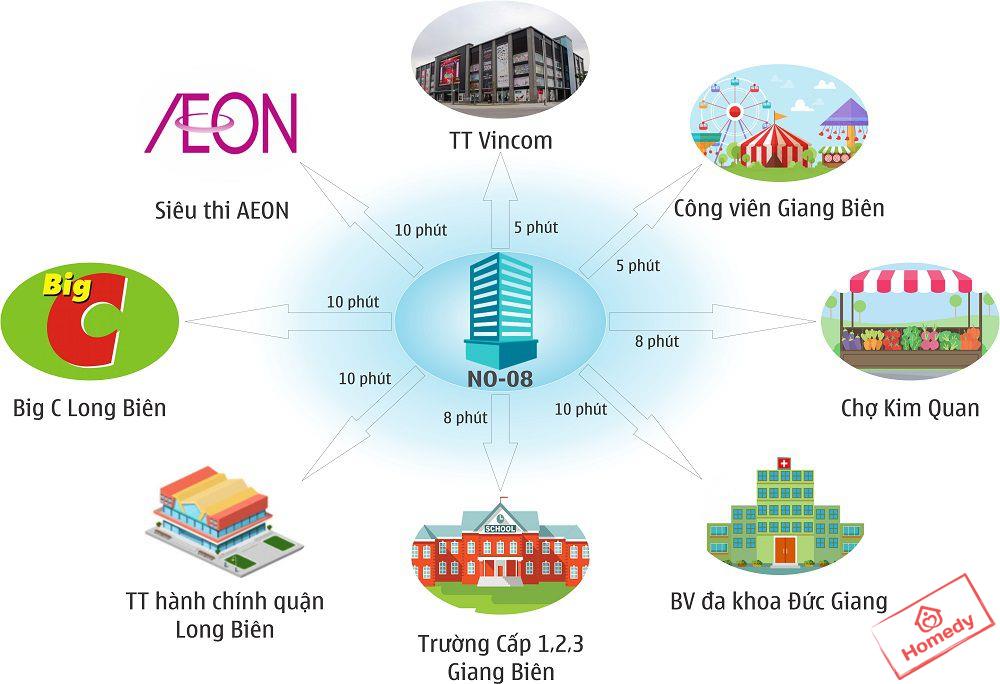 TT Vincom
ÆON
Siêu thi AEON
Công viên Giang Biên
10 phút
5 phút
5 phút
Big
C
Big C Long Biên
10 phút
8 phút
Chợ Kim Quan
NO-08
10 phút
8 phút
10 phút
SCHOOL
TT hành chính quận
Long Biên
Trường Cấp 1,2,3
Giang Biên
BV đa khoa Đức Giang
Homedy